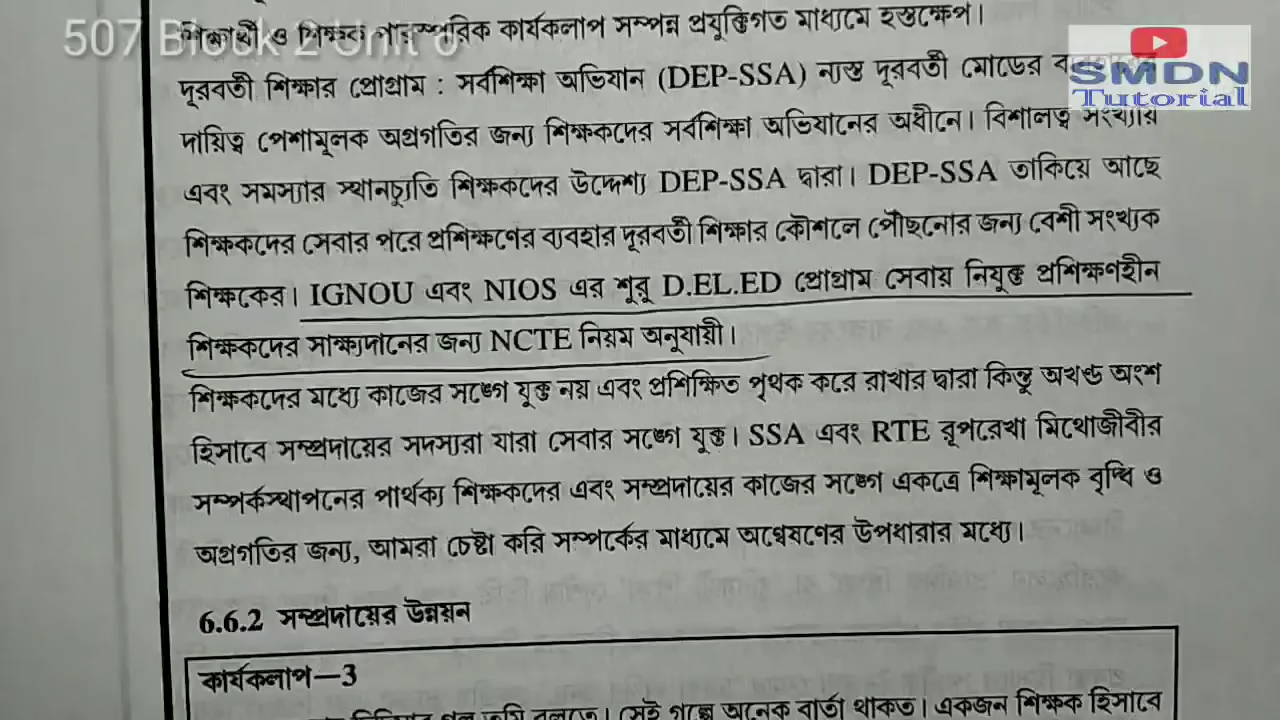 507 Block 2 Unit 6
শিক্ষার্থী ও শিক্ষক পারস্পরিক কার্যকলাপ সম্পন্ন প্রযুক্তিগত মাধ্যমে হস্তক্ষেপ।
দূরবর্তী শিক্ষার প্রোগ্রাম : সর্বশিক্ষা অভিযান (DEP-SSA) ন্যস্ত দূরবর্তী মোডের
SMDN
Tutorial
দায়িত্ব পেশামূলক অগ্রগতির জন্য শিক্ষকদের সর্বশিক্ষা অভিযানের অধীনে। বিশালত্ব সংখ্যার
এবং সমস্যার স্থানচ্যুতি শিক্ষকদের উদ্দেশ্য DEP-SSA দ্বারা। DEP-SSA তাকিয়ে আছে
শিক্ষকদের সেবার পরে প্রশিক্ষণের ব্যবহার দূরবর্তী শিক্ষার কৌশলে পৌঁছনোর জন্য বেশী সংখ্যক
শিক্ষকের। IGNOU এবং NIOS এর শুরু D.EL.ED প্রোগ্রাম সেবায় নিযুক্ত প্রশিক্ষণহীন
শিক্ষকদের সাক্ষ্যদানের জন্য NCTE নিয়ম অনুযায়ী।
শিক্ষকদের মধ্যে কাজের সঙ্গে যুক্ত নয় এবং প্রশিক্ষিত পৃথক করে রাখার দ্বারা কিন্তু অখণ্ড অংশ
হিসাবে সম্প্রদায়ের সদস্যরা যারা সেবার সঙ্গে যুক্ত। SSA এবং RTE রূপরেখা মিথোজীবীর
সম্পর্কস্থাপনের পার্থক্য শিক্ষকদের এবং সম্প্রদায়ের কাজের সঙ্গে একত্রে শিক্ষামূলক বৃদ্ধি ও
অগ্রগতির জন্য, আমরা চেষ্টা করি সম্পর্কের মাধ্যমে অন্বেষণের উপধারার মধ্যে।
6.6.2 সম্প্রদায়ের উন্নয়ন
কার্যকলাপ—3
গল্প তুমি বলতে। সেই গল্পে অনেক বার্তা থাকত। একজন শিক্ষক হিসাবে